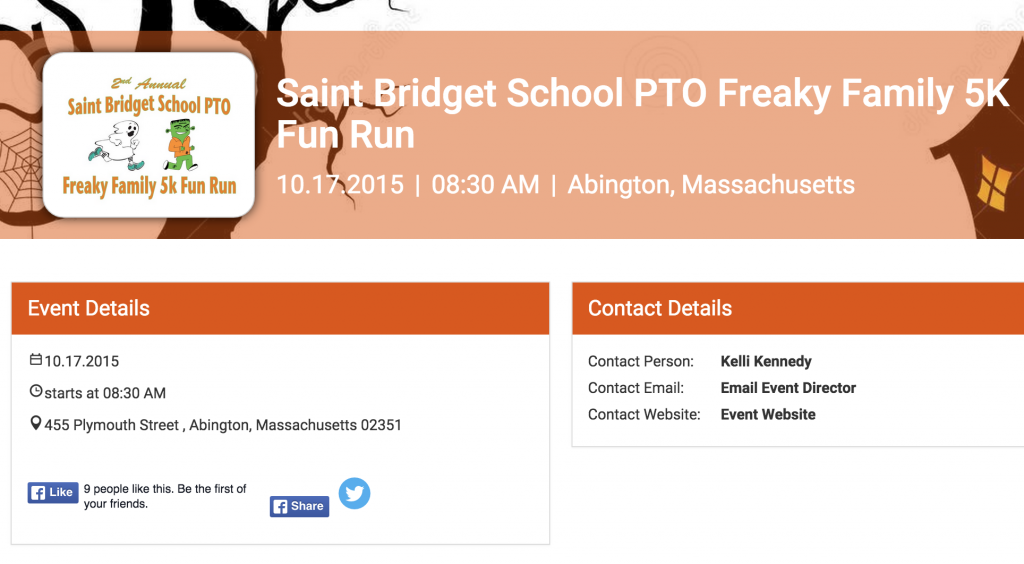 2nd Annual
Saint Bridget School PTO
Freaky Family 5k Fun Run
Saint Bridget School PTO Freaky Family 5K
Fun Run
10.17.2015 | 08:30 AM | Abington, Massachusetts
Event Details
10.17.2015
starts at 08:30 AM
455 Plymouth Street , Abington, Massachusetts 02351
Like
9 people like this. Be the first of
your friends.
Share
Contact Details
Contact Person: Kelli Kennedy
Contact Email: Email Event Director
Contact Website: Event Website